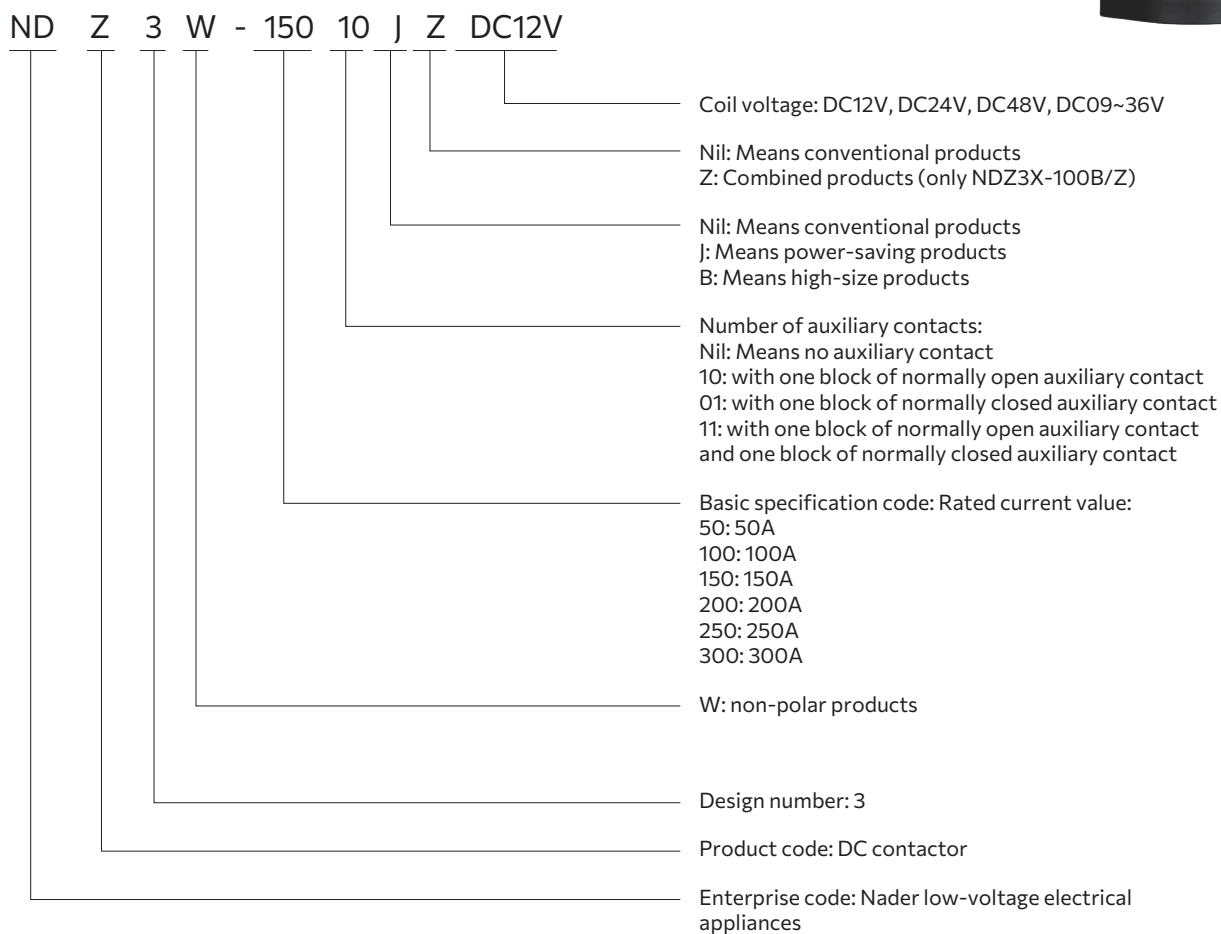 ND Z 3 W - 150 10 J Z DC12V
Coil voltage: DC12V, DC24V, DC48V, DC09~36V
Nil: Means conventional products
Z: Combined products (only NDZ3X-100B/Z)
Nil: Means conventional products
J: Means power-saving products
B: Means high-size products
Number of auxiliary contacts:
Nil: Means no auxiliary contact
10: with one block of normally open auxiliary contact
01: with one block of normally closed auxiliary contact
11: with one block of normally open auxiliary contact
and one block of normally closed auxiliary contact
Basic specification code: Rated current value:
50: 50A
100: 100A
150: 150A
200: 200A
250: 250A
300: 300A
W: non-polar products
Design number: 3
Product code: DC contactor
Enterprise code: Nader low-voltage electrical
appliances